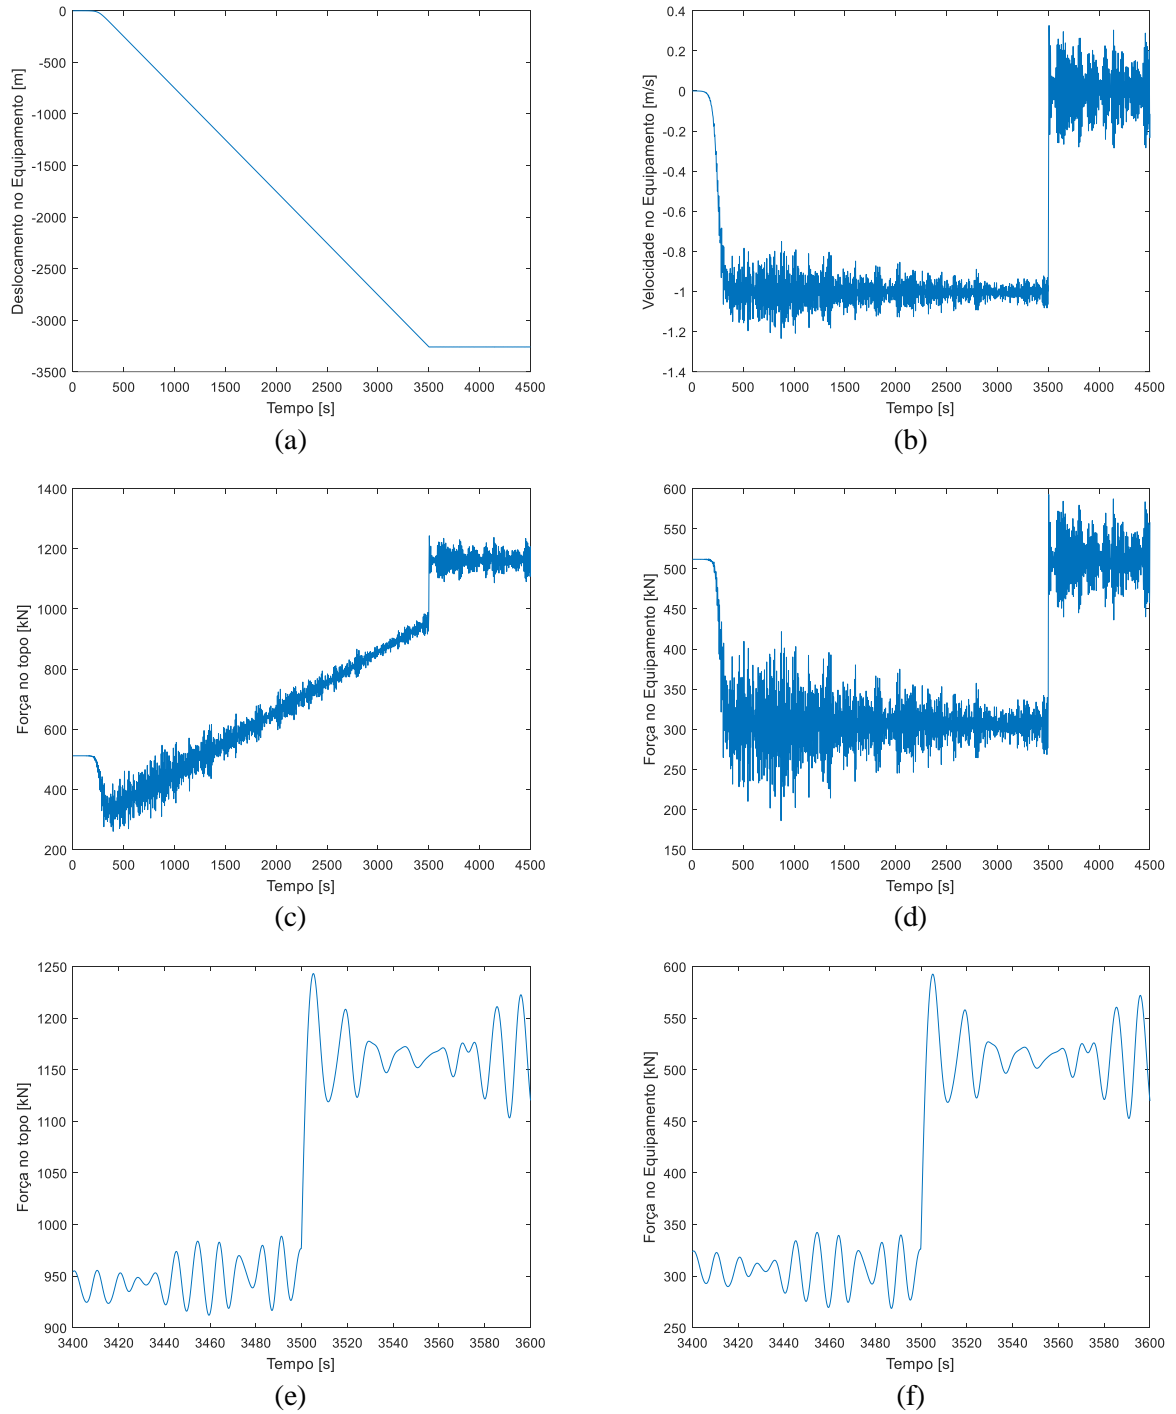 0
-500
-1000
-1500
-2000
-2500
-3000
-3500
Deslocamento no Equipamento [m]
0 500 1000 1500 2000 2500 3000 3500 4000 4500
Tempo [s]
(a)
0.4
0.2
0
-0.2
-0.4
-0.6
-0.8
-1
-1.2
-1.4
Velocidade no Equipamento [m/s]
0 500 1000 1500 2000 2500 3000 3500 4000 4500
Tempo [s]
(b)
1400
1200
1000
800
600
400
200
Força no topo [kN]
0 500 1000 1500 2000 2500 3000 3500 4000 4500
Tempo [s]
(c)
600
550
500
450
400
350
300
250
200
150
Força no Equipamento [kN]
0 500 1000 1500 2000 2500 3000 3500 4000 4500
Tempo [s]
(d)
1250
1200
1150
1100
1050
1000
950
900
Força no topo [kN]
3400 3420 3440 3460 3480 3500 3520 3540 3560 3580 3600
Tempo [s]
(e)
600
550
500
450
400
350
300
250
Força no Equipamento [kN]
3400 3420 3440 3460 3480 3500 3520 3540 3560 3580 3600
Tempo [s]
(f)